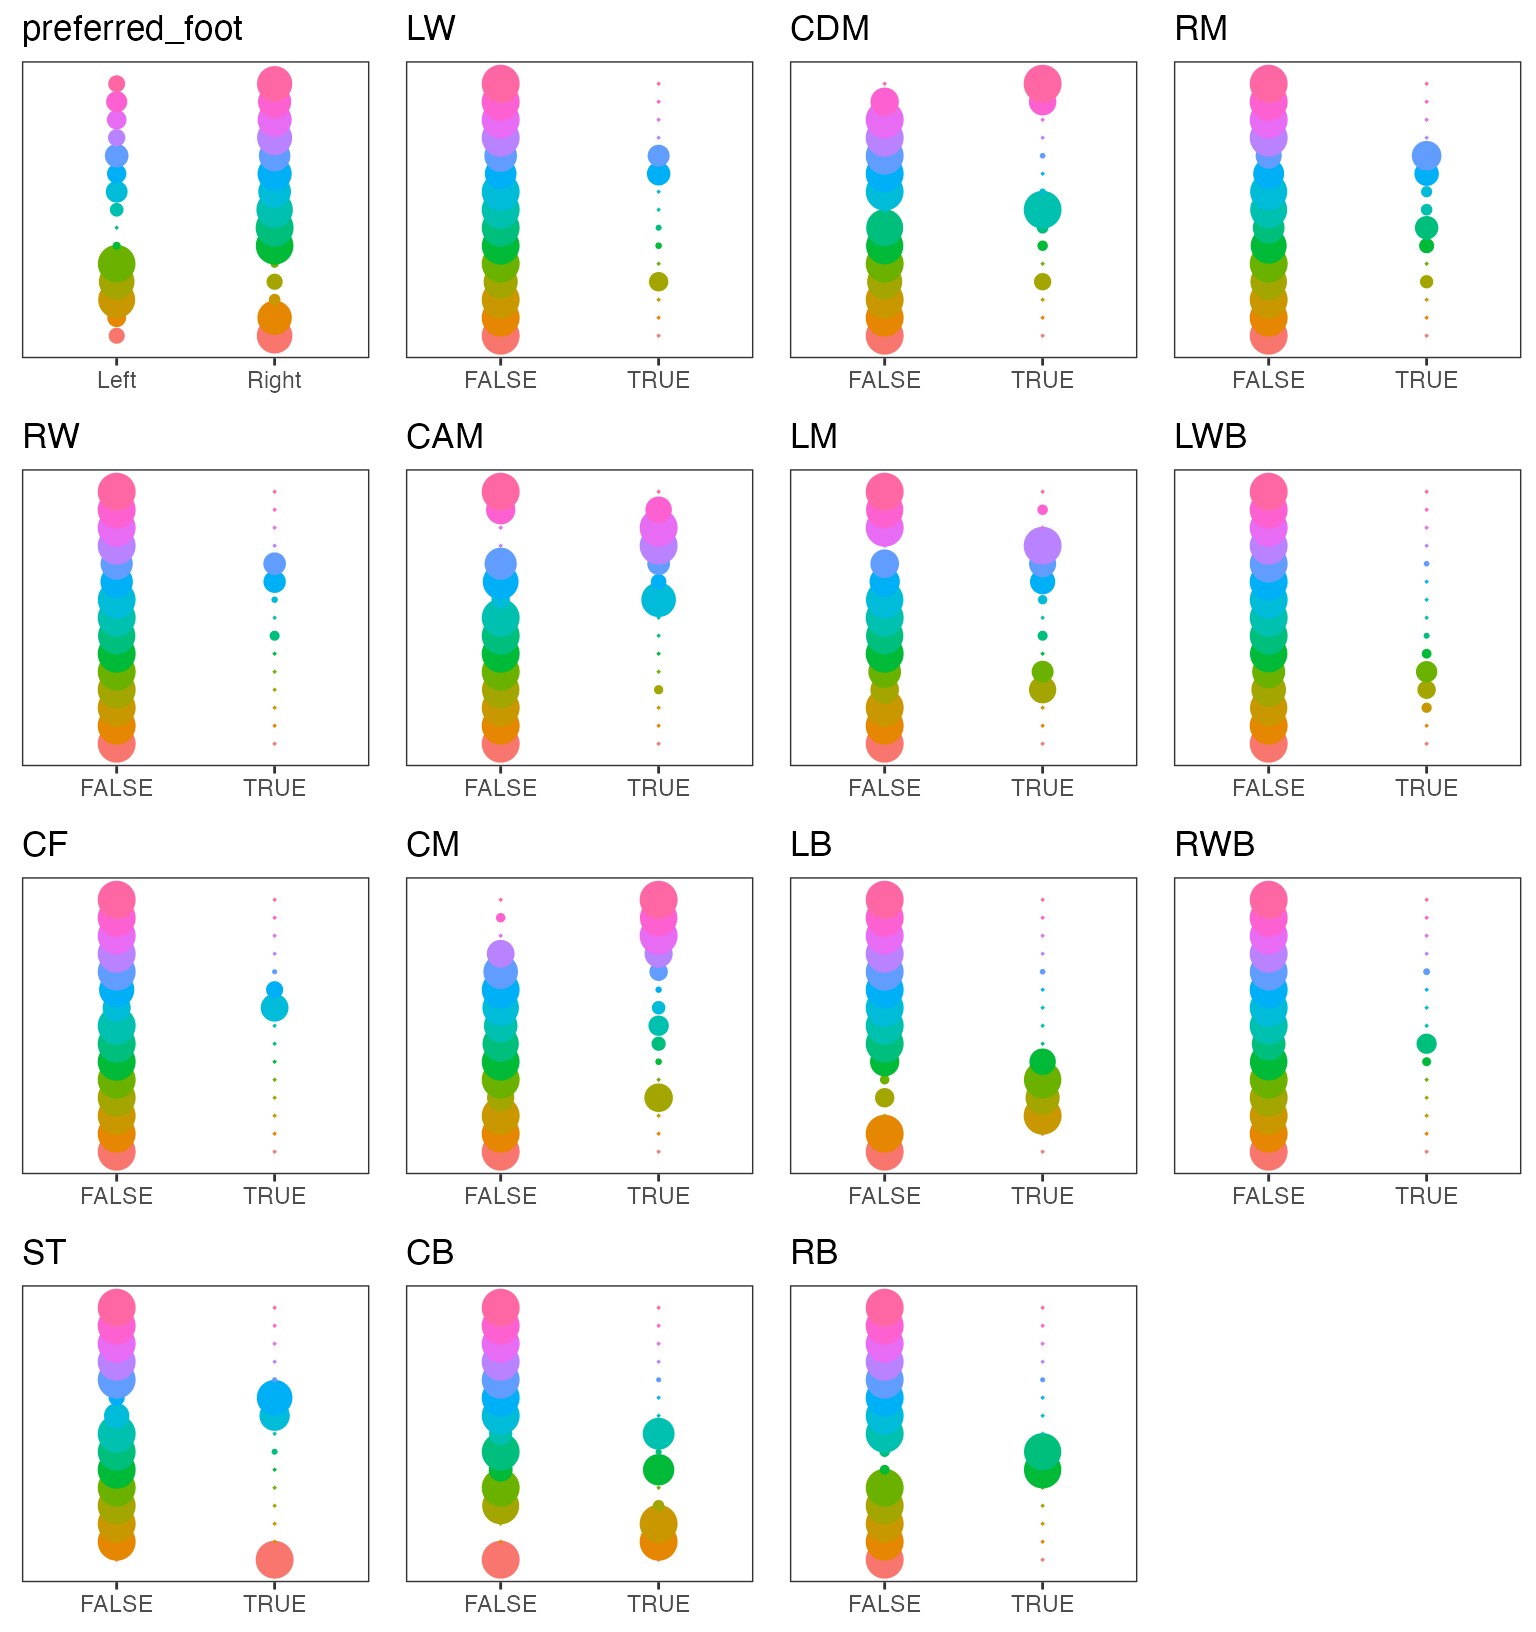 preferred_foot LW CDM RM
Left Right FALSE TRUE FALSE TRUE FALSE TRUE
RW CAM LM LWB
FALSE TRUE FALSE TRUE FALSE TRUE FALSE TRUE
CF CM LB RWB
FALSE TRUE FALSE TRUE FALSE TRUE FALSE TRUE
ST CB RB
FALSE TRUE FALSE TRUE FALSE TRUE